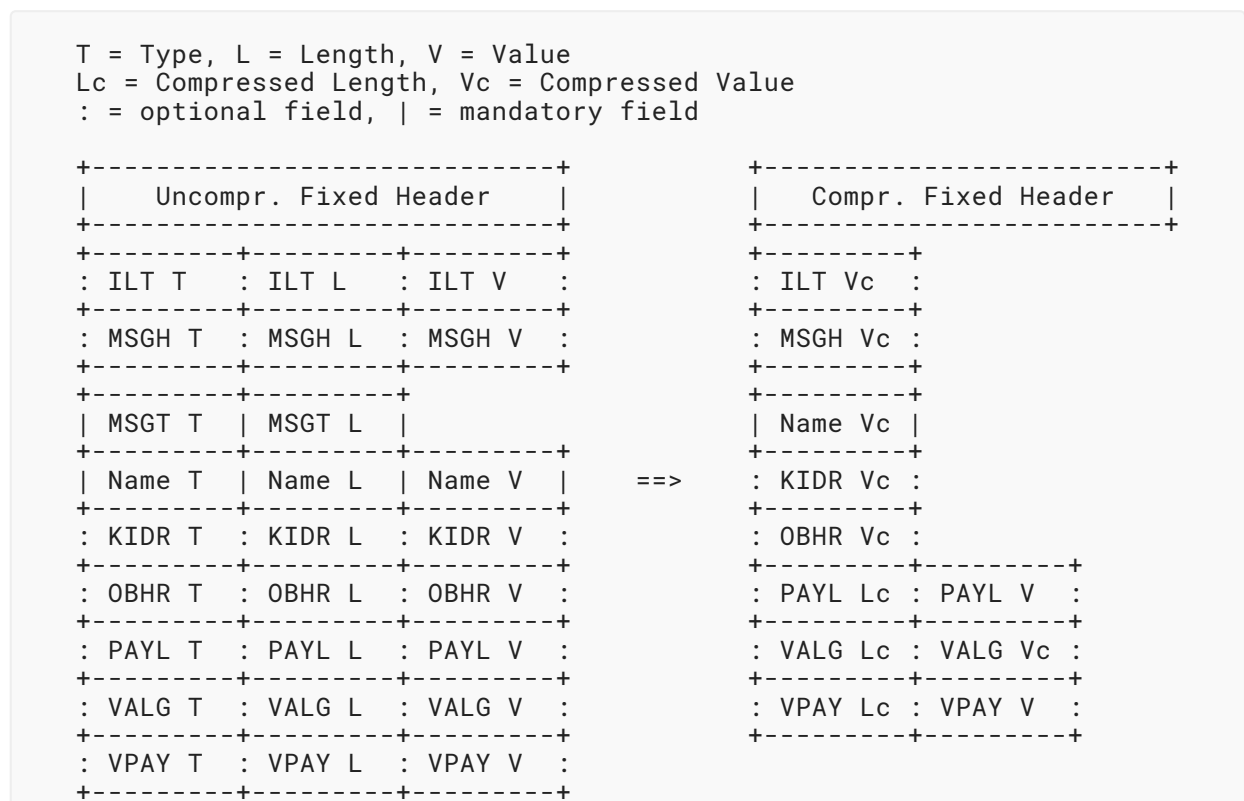 T = Type, L = Length, V = Value
Lc = Compressed Length, Vc = Compressed Value
: = optional field, | = mandatory field

+-----------------------------+           +-------------------------+
|    Uncompr. Fixed Header    |           |   Compr. Fixed Header   |
+-----------------------------+           +-------------------------+
+---------+---------+---------+           +---------+
: ILT T   : ILT L   : ILT V   :           : ILT Vc  :
+---------+---------+---------+           +---------+
: MSGH T  : MSGH L  : MSGH V  :           : MSGH Vc :
+---------+---------+---------+           +---------+
+---------+---------+                     +---------+
| MSGT T  | MSGT L  |                     | Name Vc |
+---------+---------+---------+           +---------+
| Name T  | Name L  | Name V  |    ==>    : KIDR Vc :
+---------+---------+---------+           +---------+
: KIDR T  : KIDR L  : KIDR V  :           : OBHR Vc :
+---------+---------+---------+           +---------+---------+
: OBHR T  : OBHR L  : OBHR V  :           : PAYL Lc : PAYL V  :
+---------+---------+---------+           +---------+---------+
: PAYL T  : PAYL L  : PAYL V  :           : VALG Lc : VALG Vc :
+---------+---------+---------+           +---------+---------+
: VALG T  : VALG L  : VALG V  :           : VPAY Lc : VPAY V  :
+---------+---------+---------+           +---------+---------+
: VPAY T  : VPAY L  : VPAY V  :
+---------+---------+---------+